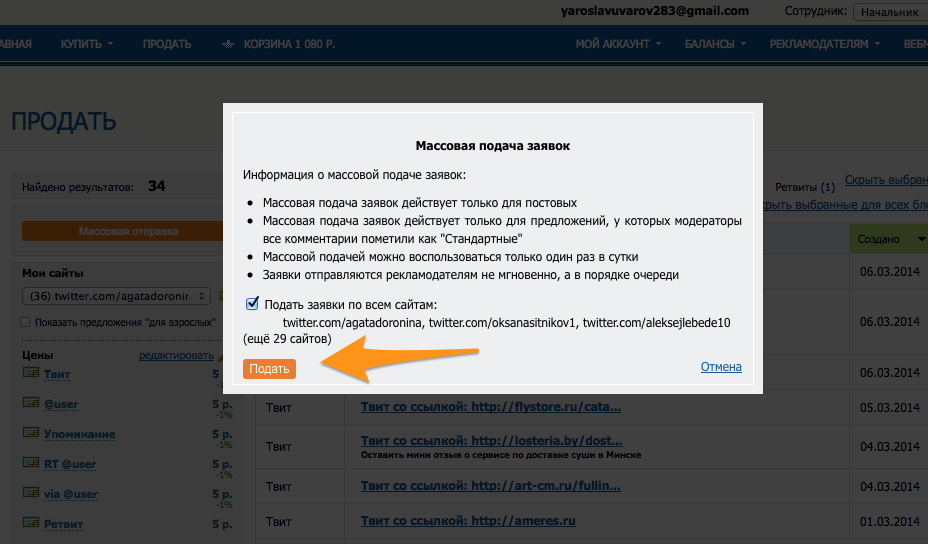 yaroslavuvarov283@gmail.com Сотрудник: Начальник
АВНАЯ КУПИТЬ ПРОДАТЬ КОРЗИНА 1 080 Р. МОЙ АККАУНТ БАЛАНСЫ РЕКЛАМОДАТЕЛЯМ ВЕБМ
ПРОДАТЬ
Массовая подача заявок
Информация о массовой подаче заявок:
• Массовая подача заявок действует только для постовых
• Массовая подача заявок действует только для предложений, у которых модераторы
все комментарии пометили как "Стандартные"
• Массовой подачей можно воспользоваться только один раз в сутки
• Заявки отправляются рекламодателям не мгновенно, а в порядке очереди
Подать заявки по всем сайтам:
twitter.com/agatadoronina, twitter.com/oksanasitnikov1, twitter.com/aleksejlebede10
(ещё 29 сайтов)
Подать Отмена
Найдено результатов: 34
Массовая отправка
Мои сайты
(36) twitter.com/agatadoronir
Показать предложения "для взрослых"
Цены редактировать
Твит 5 р.
-1%
@user 5 р.
-1%
Упоминание 5 р.
-1%
RT @user 5 р.
-1%
via @user 5 р.
-1%
Ретвит 5 р.
Ретвиты (1) Скрыть выбран
крыть выбранные для всех бл
Создано
06.03.2014
06.03.2014
06.03.2014
Твит Твит со ссылкой: http://flystore.ru/cata... 05.03.2014
Твит Твит со ссылкой: http://losteria.by/dost... 04.03.2014
Оставить мини отзыв о сервисе по доставке суши в Минске
Твит Твит со ссылкой: http://art-cm.ru/fullin... 04.03.2014
Твит Твит со ссылкой: http://ameres.ru 01.03.2014